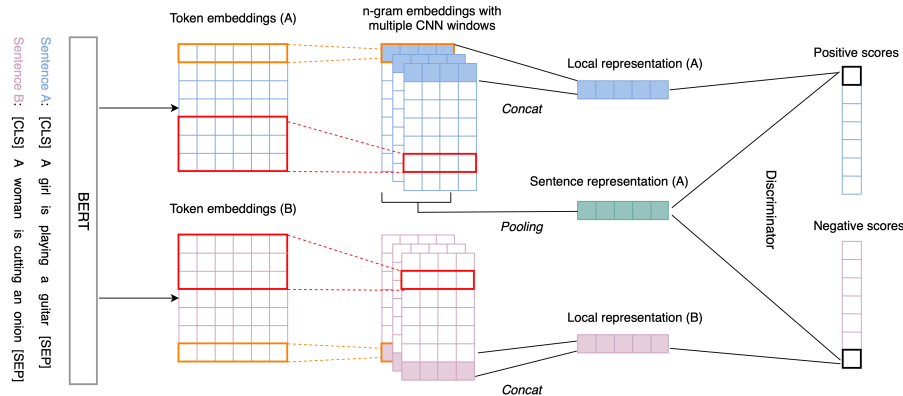 Sentence B: [CLS] A woman is cutting an onion [SEP]
Sentence A: [CLS] A girl is playing a guitar [SEP]
BERT
Token embeddings (A)
n-gram embeddings with
multiple CNN windows
Local representation (A)
Concat
Positive scores
Sentence representation (A)
Pooling
Discriminator
Token embeddings (B)
Negative scores
Local representation (B)
Concat